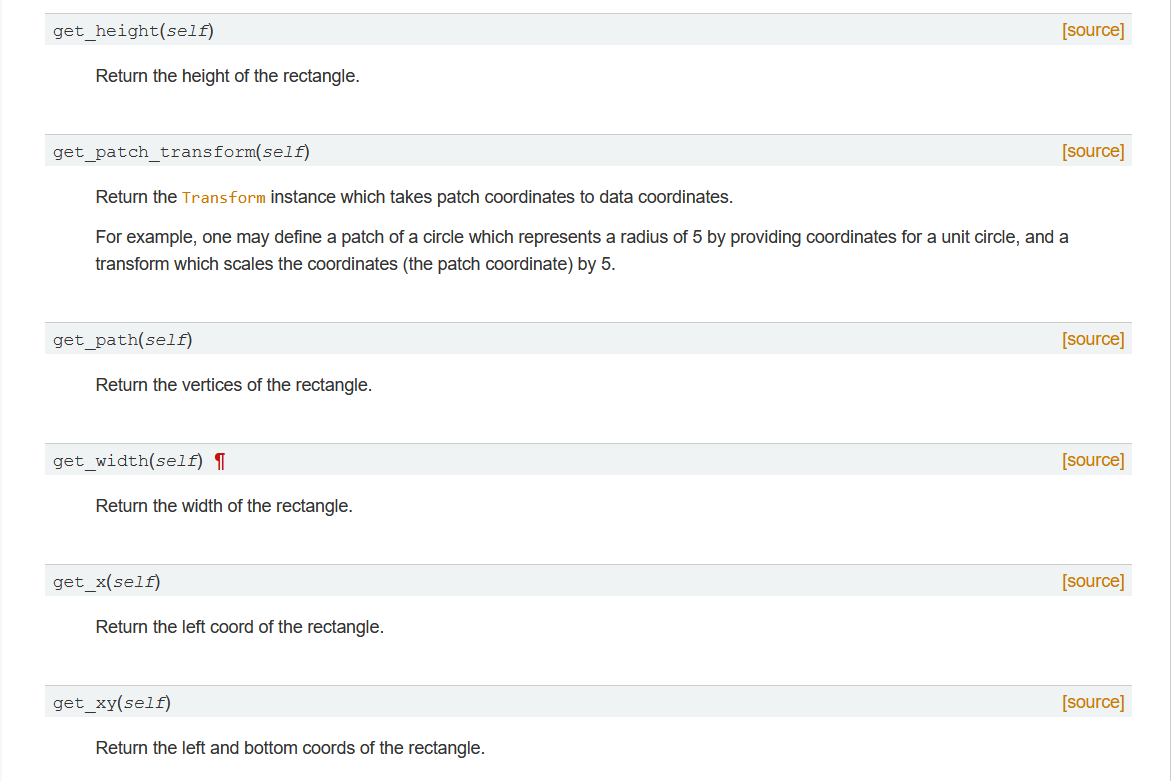 get_height(self) [source]
Return the height of the rectangle.
get_patch_transform(self) [source]
Return the Transform instance which takes patch coordinates to data coordinates.
For example, one may define a patch of a circle which represents a radius of 5 by providing coordinates for a unit circle, and a
transform which scales the coordinates (the patch coordinate) by 5.
get_path(self) [source]
Return the vertices of the rectangle.
get_width(self) ¶ [source]
Return the width of the rectangle.
get_x(self) [source]
Return the left coord of the rectangle.
get_xy(self) [source]
Return the left and bottom coords of the rectangle.